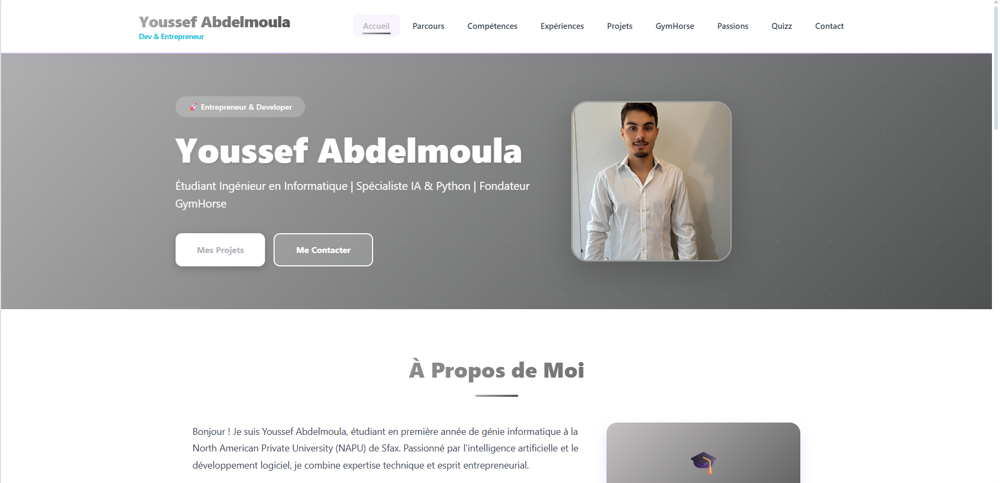 Youssef Abdelmoula
Dev & Entrepreneur
Accueil
Parcours
Compétences
Expériences
Projets
GymHorse
Passions
Quizz
Contact
🚀 Entrepreneur & Developer
Youssef Abdelmoula
Étudiant Ingénieur en Informatique | Spécialiste IA & Python | Fondateur
GymHorse
Mes Projets
Me Contacter
À Propos de Moi
Bonjour ! Je suis Youssef Abdelmoula, étudiant en première année de génie informatique à la
North American Private University (NAPU) de Sfax. Passionné par l'intelligence artificielle et le
développement logiciel, je combine expertise technique et esprit entrepreneurial.